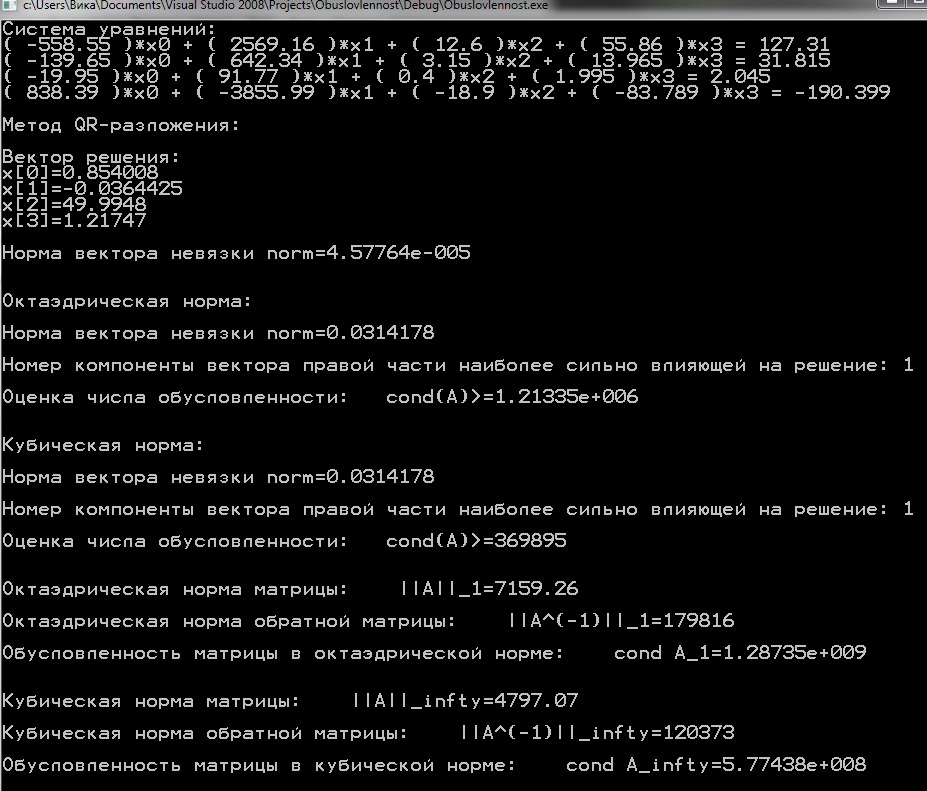 c:\Users\Вика\Documents\Visual Studio 2008\Projects\Obuslovlennost\Debug\Obuslovlennost.exe
Система уравнений:
( -558.55 )*x0 + ( 2569.16 )*x1 + ( 12.6 )*x2 + ( 55.86 )*x3 = 127.31
( -139.65 )*x0 + ( 642.34 )*x1 + ( 3.15 )*x2 + ( 13.965 )*x3 = 31.815
( -19.95 )*x0 + ( 91.77 )*x1 + ( 0.4 )*x2 + ( 1.995 )*x3 = 2.045
( 838.39 )*x0 + ( -3855.99 )*x1 + ( -18.9 )*x2 + ( -83.789 )*x3 = -190.399
Метод QR-разложения:
Вектор решения:
x[0]=0.854008
x[1]=-0.0364425
x[2]=49.9948
x[3]=1.21747
Норма вектора невязки norm=4.57764e-005
Октаэдрическая норма:
Норма вектора невязки norm=0.0314178
Номер компоненты вектора правой части наиболее сильно влияющей на решение: 1
Оценка числа обусловленности:   cond(A)>=1.21335e+006
Кубическая норма:
Норма вектора невязки norm=0.0314178
Номер компоненты вектора правой части наиболее сильно влияющей на решение: 1
Оценка числа обусловленности:   cond(A)>=369895
Октаэдрическая норма матрицы:    ||A||_1=7159.26
Октаэдрическая норма обратной матрицы:    ||A^(-1)||_1=179816
Обусловленность матрицы в октаэдрической норме:    cond A_1=1.28735e+009
Кубическая норма матрицы:    ||A||_infty=4797.07
Кубическая норма обратной матрицы:    ||A^(-1)||_infty=120373
Обусловленность матрицы в кубической норме:    cond A_infty=5.77438e+008